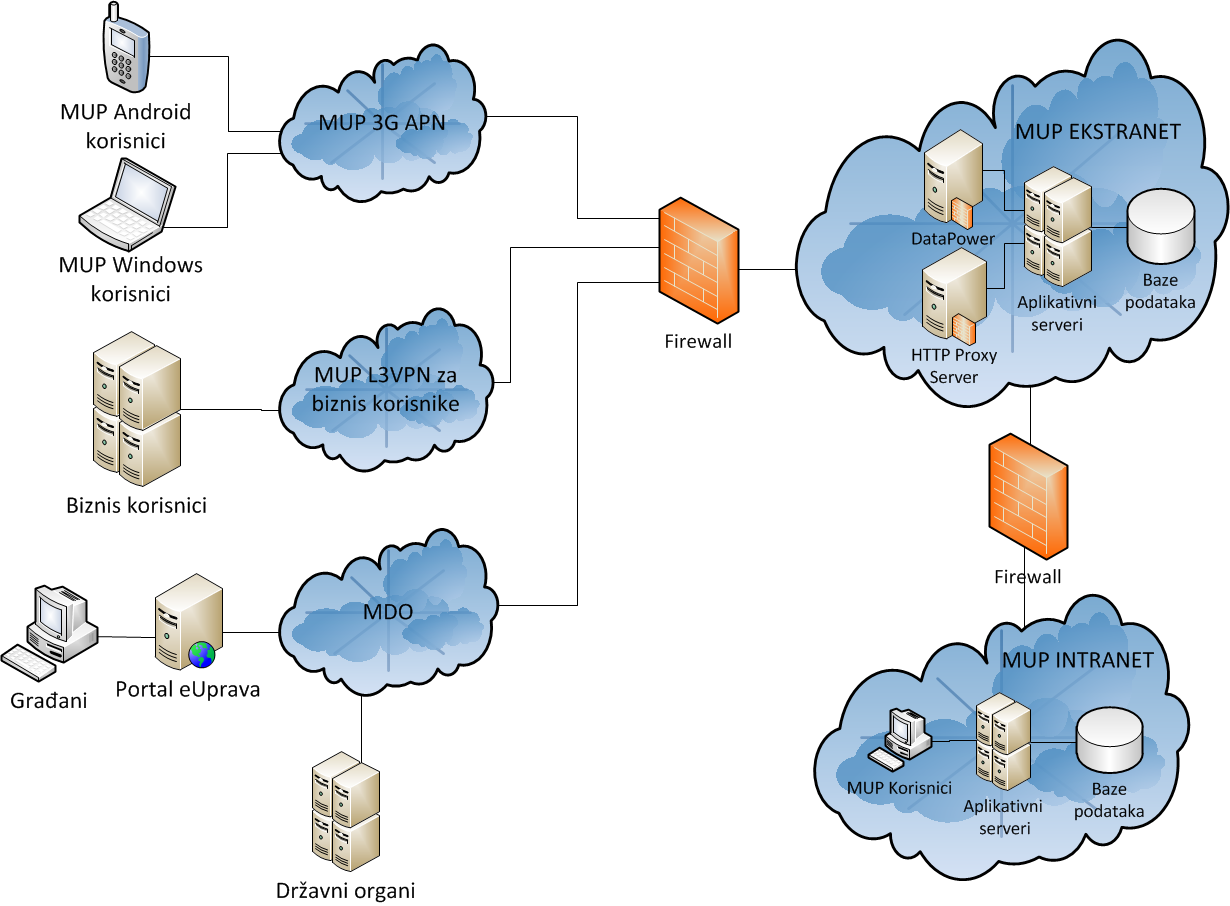 MUP Android
korisnici
MUP Windows
korisnici
MUP 3G APN
Biznis korisnici
MUP L3VPN za
biznis korisnike
Građani
Portal eUprava
MDO
Državni organi
Firewall
MUP EKSTRANET
DataPower
HTTP Proxy
Server
Aplikativni
serveri
Baze
podataka
Firewall
MUP INTRANET
MUP Korisnici
Aplikativni
serveri
Baze
podataka